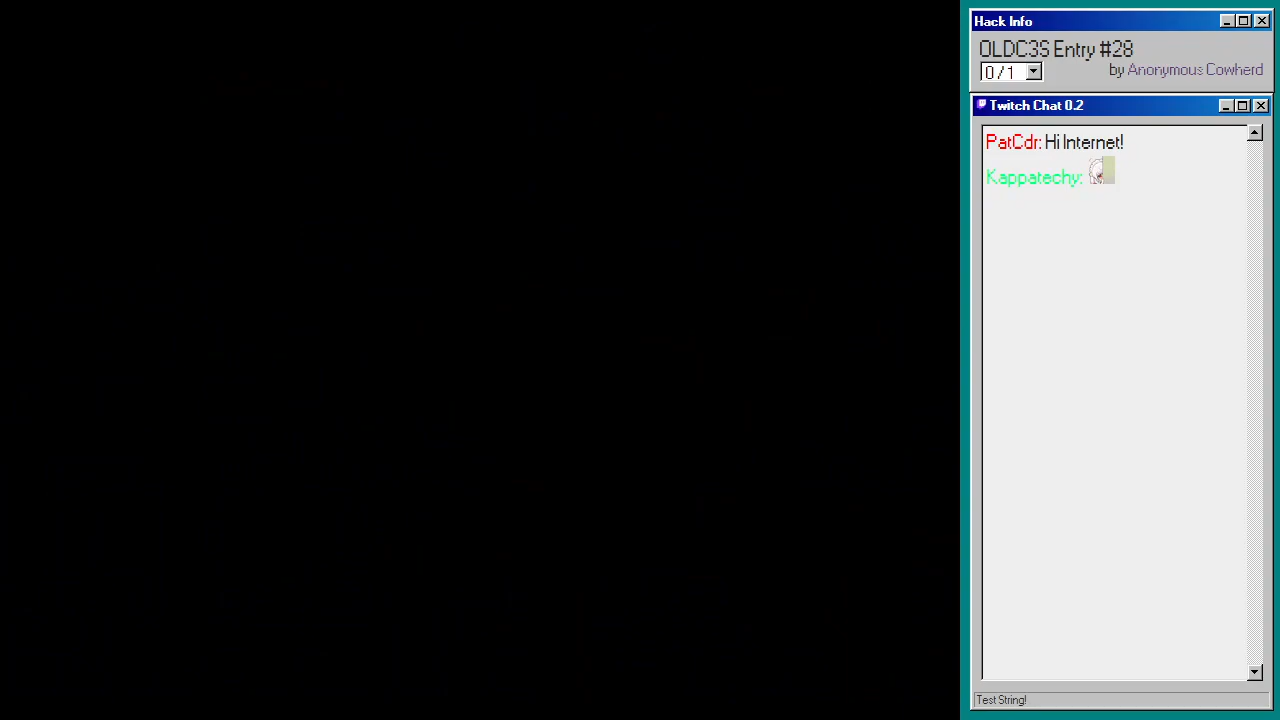 Hack Info
OLDC3S Entry #28
0/1
by Anonymous Cowherd
Twitch Chat 0.2
PatCdr: Hi Internet!
Kappatechy:
Test String!